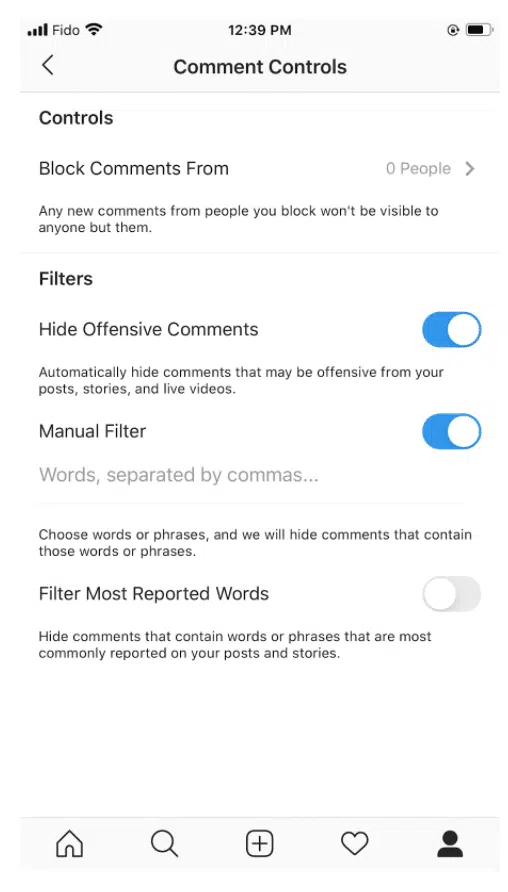 Fido 12:39 PM
Comment Controls
Controls
Block Comments From 0 People
Any new comments from people you block won't be visible to
anyone but them.
Filters
Hide Offensive Comments
Automatically hide comments that may be offensive from your
posts, stories, and live videos.
Manual Filter
Words, separated by commas...
Choose words or phrases, and we will hide comments that contain
those words or phrases.
Filter Most Reported Words
Hide comments that contain words or phrases that are most
commonly reported on your posts and stories.